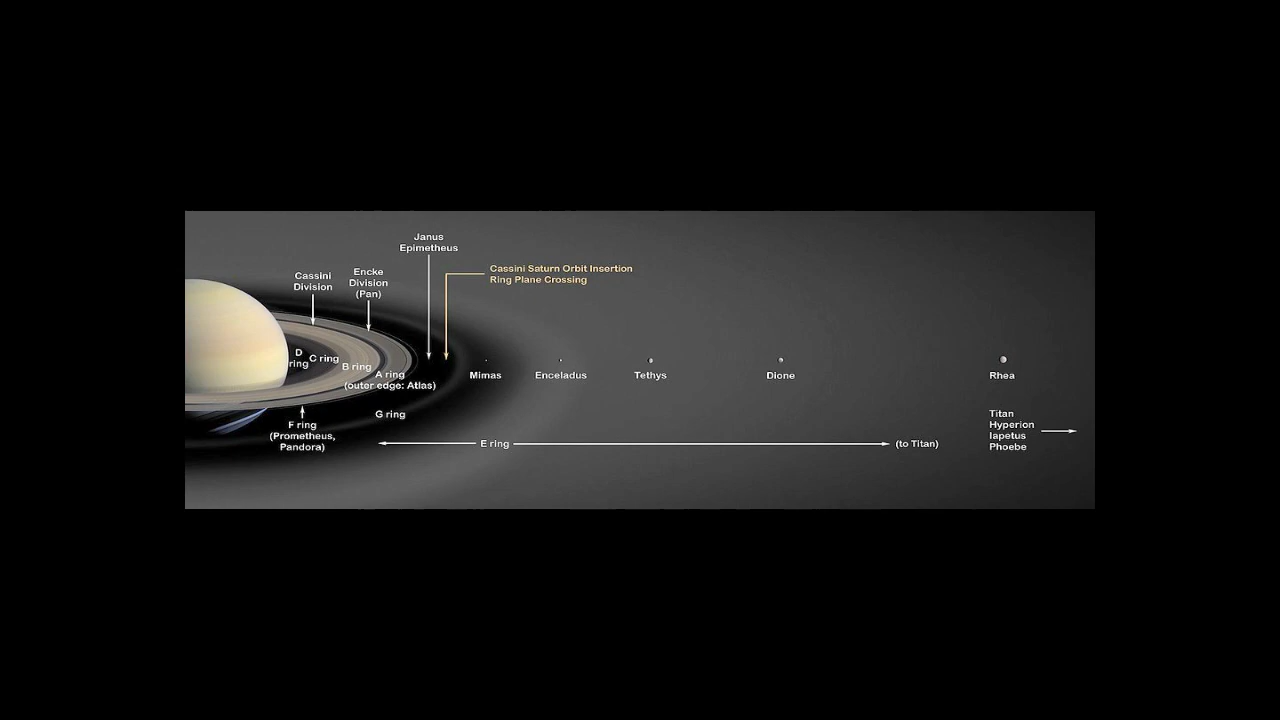 Janus
Epimetheus
Cassini Saturn Orbit Insertion
Ring Plane Crossing
Encke
Division
(Pan)
Cassini
Division
D
ring
C ring
B ring
A ring
(outer edge: Atlas)
Mimas
Enceladus
Tethys
Dione
Rhea
G ring
F ring
(Prometheus,
Pandora)
E ring
(to Titan)
Titan
Hyperion
Iapetus
Phoebe